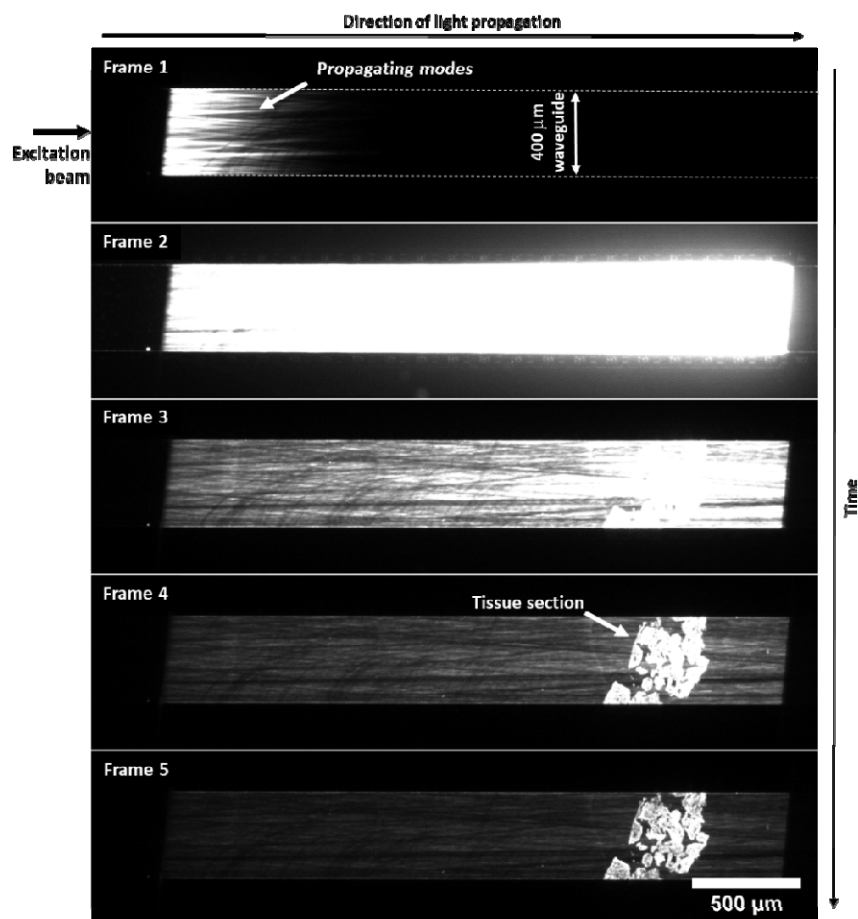 Direction of light propagation
Frame 1
Propagating modes
400 μm
waveguide
Excitation
beam
Frame 2
Frame 3
Time
Frame 4
Tissue section
Frame 5
500 μm